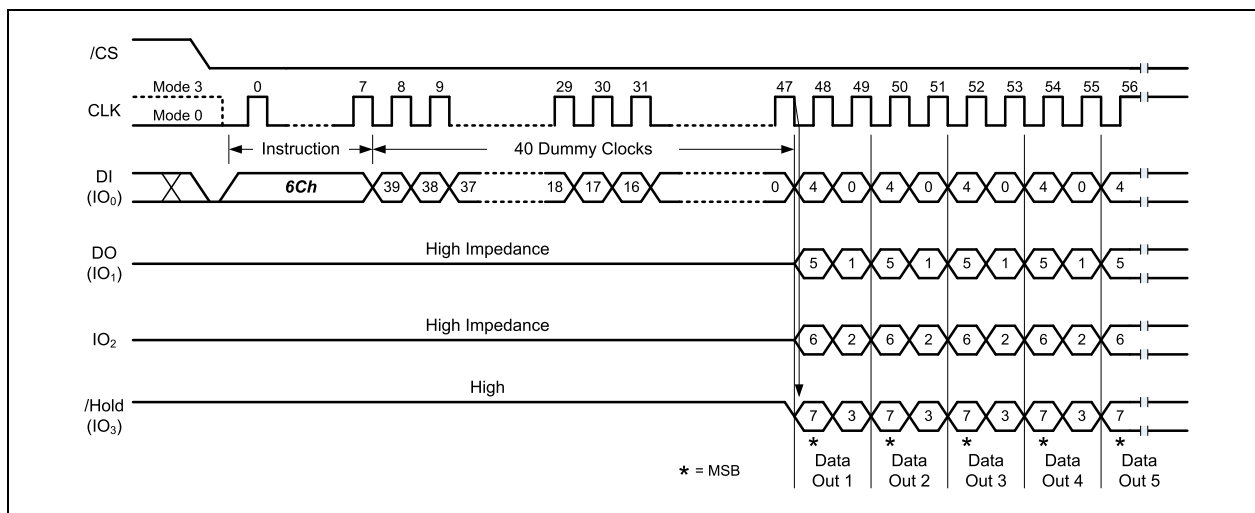 /CS
Mode 3 0 7 8 9 29 30 31 47 48 49 50 51 52 53 54 55 56
CLK
Mode 0
Instruction 40 Dummy Clocks
DI
(IO0)
6Ch 39 38 37 18 17 16 0 4 0 4 0 4 0 4 0 4
DO
(IO1)
High Impedance 5 1 5 1 5 1 5 1 5
IO2
High Impedance 6 2 6 2 6 2 6 2 6
/Hold
(IO3)
High 7 3 7 3 7 3 7 3 7
* * * * *
* = MSB
Data
Out 1
Data
Out 2
Data
Out 3
Data
Out 4
Data
Out 5